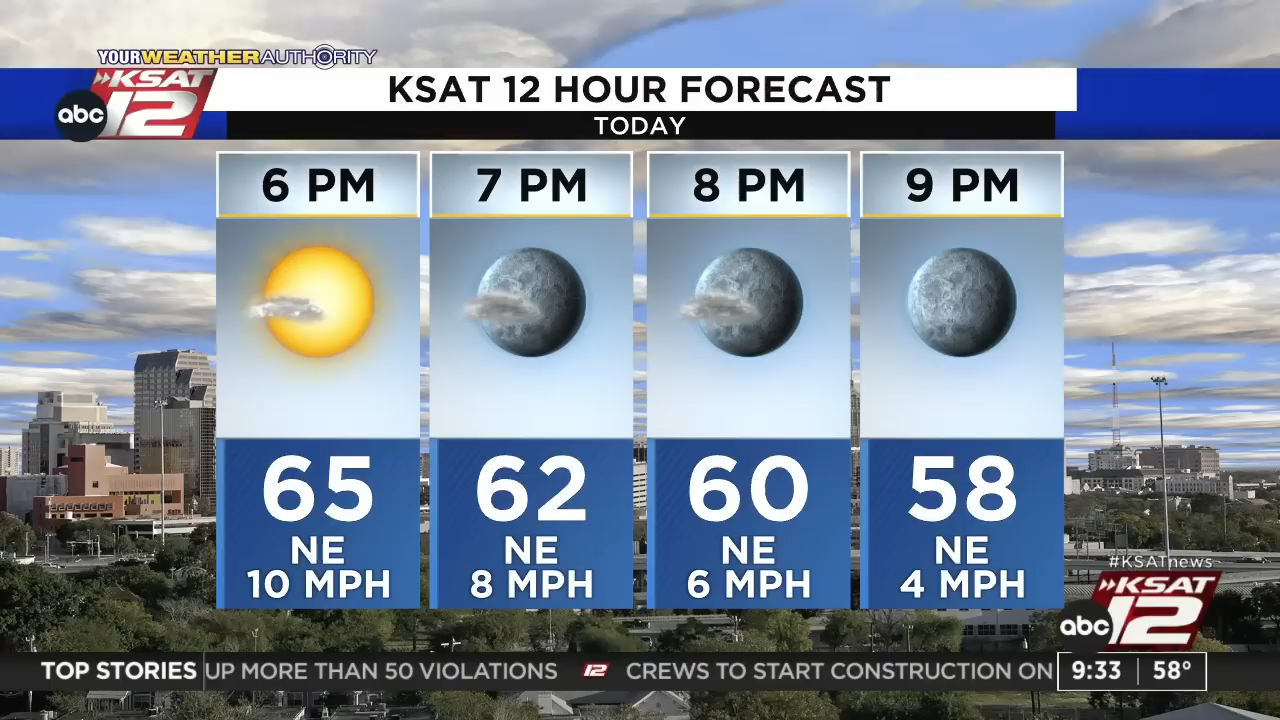 YOURWEATHERAUTHORITY
KSAT
abc 12
KSAT 12 HOUR FORECAST
TODAY
6 PM 7 PM 8 PM 9 PM
65 62 60 58
NE NE NE NE
10 MPH 8 MPH 6 MPH 4 MPH
#KSATnews
KSAT
abc 12
TOP STORIES UP MORE THAN 50 VIOLATIONS 12 CREWS TO START CONSTRUCTION ON 9:33 58°